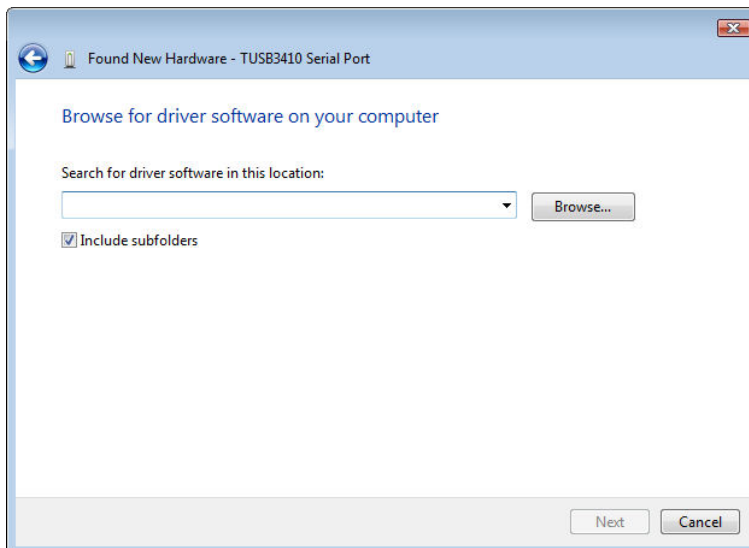 Found New Hardware - TUSB3410 Serial Port
Browse for driver software on your computer
Search for driver software in this location:
Browse...
Include subfolders
Next
Cancel